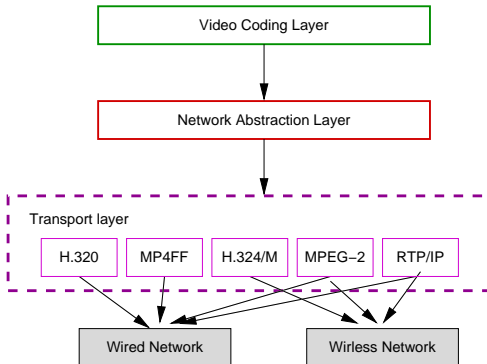 Video Coding Layer
Network Abstraction Layer
Transport layer
H.320 MP4FF H.324/M MPEG−2 RTP/IP
Wired Network Wirless Network